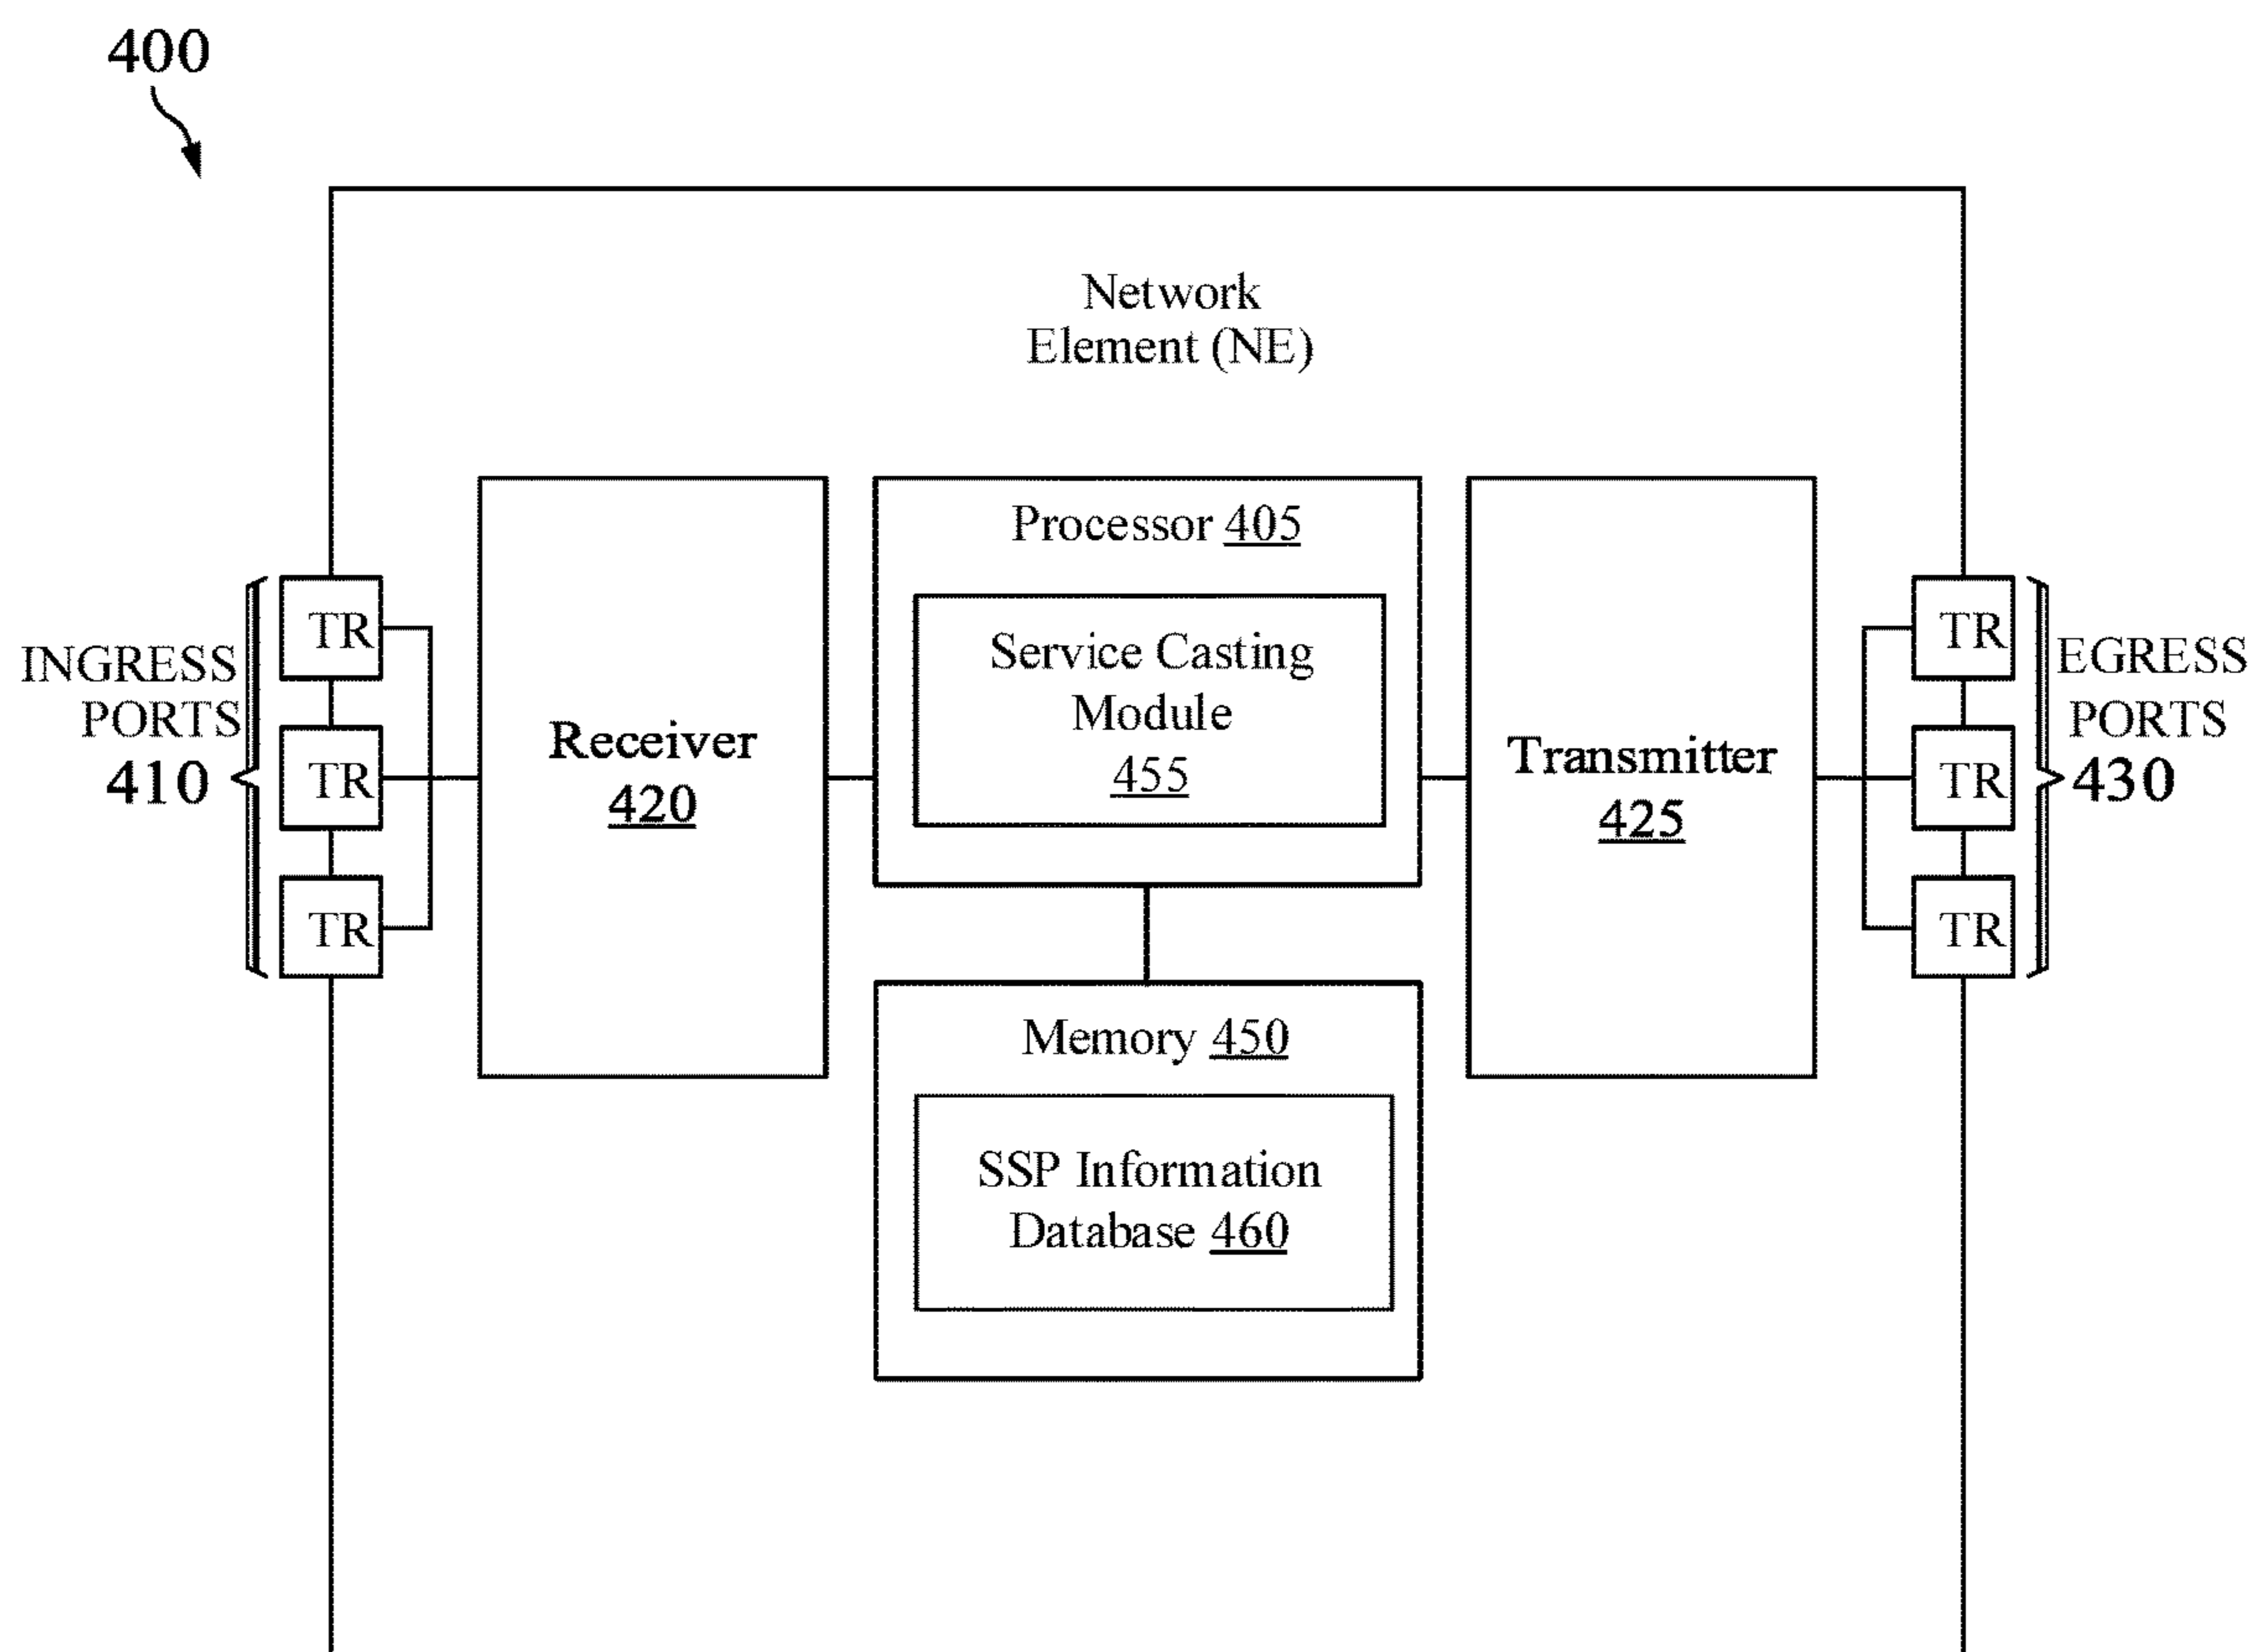 400
Network
Element (NE)
INGRESS
PORTS
410
TR
TR
TR
Receiver
420
Processor 405
Service Casting
Module
455
Memory 450
SSP Information
Database 460
Transmitter
425
TR
TR
TR
EGRESS
PORTS
430